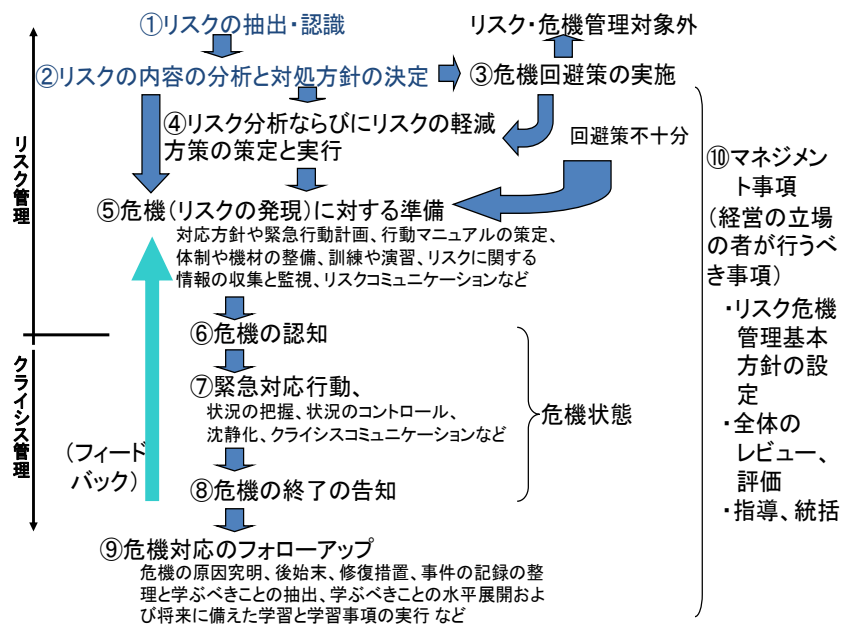 ①リスクの抽出・認識
リスク・危機管理対象外
②リスクの内容の分析と対処方針の決定
③危機回避策の実施
④リスク分析ならびにリスクの軽減
方策の策定と実行
回避策不十分
⑤危機(リスクの発現)に対する準備
対応方針や緊急行動計画、行動マニュアルの策定、
体制や機材の整備、訓練や演習、リスクに関する
情報の収集と監視、リスクコミュニケーションなど
⑥危機の認知
⑦緊急対応行動、
状況の把握、状況のコントロール、
沈静化、クライシスコミュニケーションなど
危機状態
⑧危機の終了の告知
⑨危機対応のフォローアップ
危機の原因究明、後始末、修復措置、事件の記録の整
理と学ぶべきことの抽出、学ぶべきことの水平展開およ
び将来に備えた学習と学習事項の実行 など
リスク管理
クライシス管理
(フィード
バック)
⑩マネジメン
ト事項
(経営の立場
の者が行うべ
き事項)
・リスク危機
管理基本
方針の設
定
・全体の
レビュー、
評価
・指導、統括